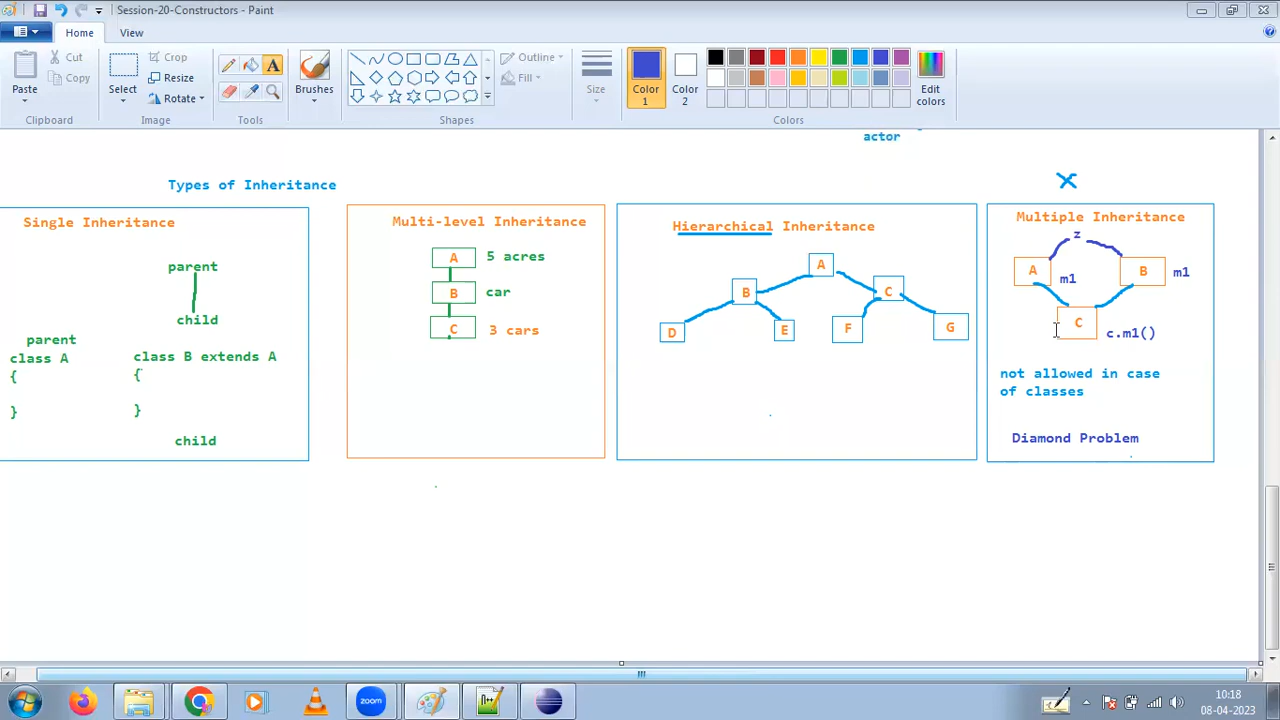 Session-20-Constructors - Paint
Home
View
Paste
Cut
Copy
Clipboard
Select
Crop
Resize
Rotate
Image
A
Tools
Brushes
Shapes
Outline
Fill
Size
Color
1
Color
2
Edit
colors
Colors
actor
Types of Inheritance
Single Inheritance
parent
child
parent
class A
{
}
class B extends A
{
}
child
Multi-level Inheritance
A 5 acres
B car
C 3 cars
Hierarchical Inheritance
A
B C
D E F G
X
Multiple Inheritance
z
A m1 B m1
C c.m1()
not allowed in case
of classes
Diamond Problem
zoom
10:18
08-04-2023